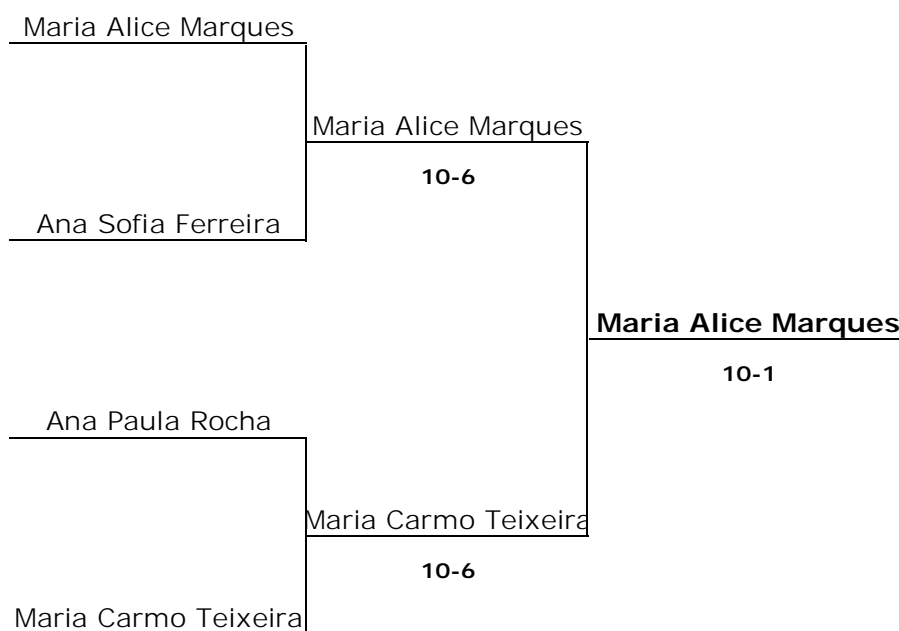 Maria Alice Marques
Maria Alice Marques
10-6
Ana Sofia Ferreira
Maria Alice Marques
10-1
Ana Paula Rocha
Maria Carmo Teixeira
10-6
Maria Carmo Teixeira